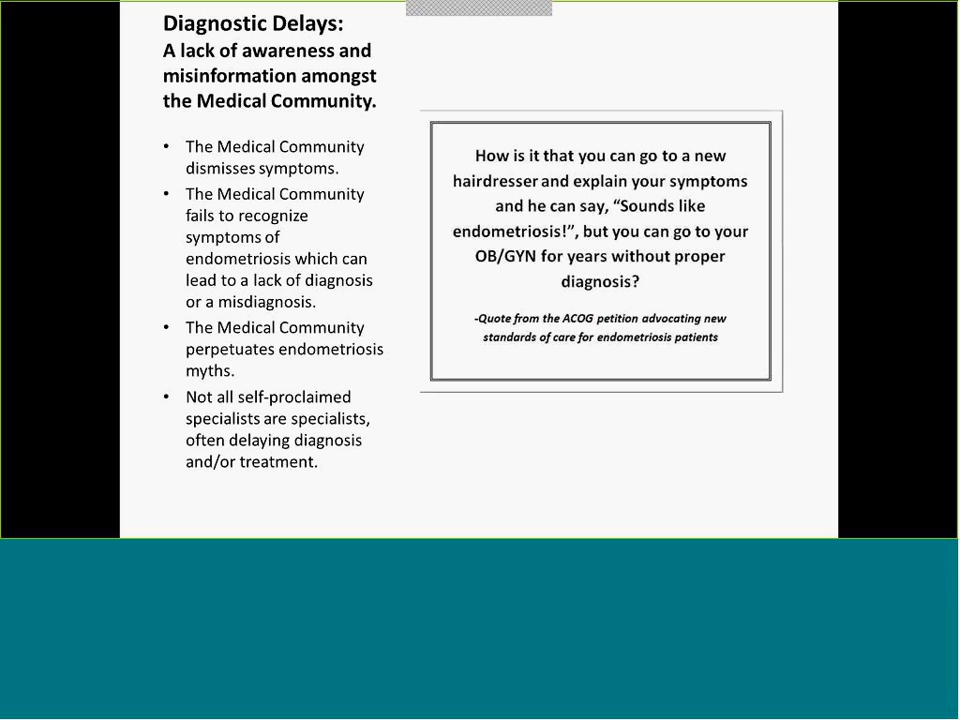 Diagnostic Delays:
A lack of awareness and
misinformation amongst
the Medical Community.
• The Medical Community
dismisses symptoms.
• The Medical Community
fails to recognize
symptoms of
endometriosis which can
lead to a lack of diagnosis
or a misdiagnosis.
• The Medical Community
perpetuates endometriosis
myths.
• Not all self-proclaimed
specialists are specialists,
often delaying diagnosis
and/or treatment.
How is it that you can go to a new
hairdresser and explain your symptoms
and he can say, “Sounds like
endometriosis!”, but you can go to your
OB/GYN for years without proper
diagnosis?
-Quote from the ACOG petition advocating new
standards of care for endometriosis patients